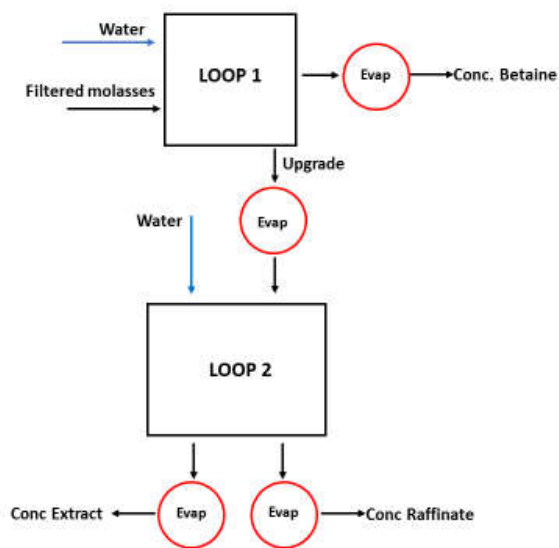 Water
LOOP 1
Evap
Conc. Betaine
Filtered molasses
Upgrade
Evap
Water
LOOP 2
Conc Extract
Evap
Evap
Conc Raffinate